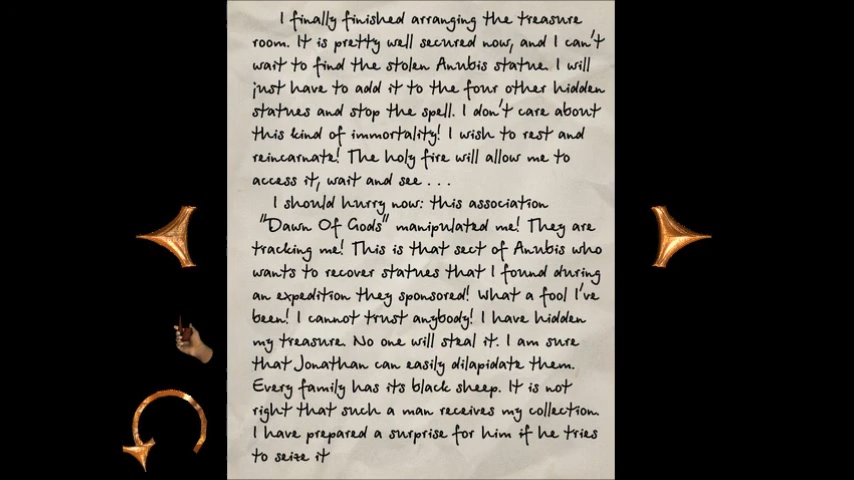 I finally finished arranging the treasure
room. It is pretty well secured now, and I can't
wait to find the stolen Anubis statue. I will
just have to add it to the four other hidden
statues and stop the spell. I don't care about
this kind of immortality! I wish to rest and
reincarnate! The holy fire will allow me to
access it, wait and see . . .
I should hurry now: this association
"Dawn Of Gods" manipulated me! They are
tracking me! This is that sect of Anubis who
wants to recover statues that I found during
an expedition they sponsored! What a fool I've
been! I cannot trust anybody! I have hidden
my treasure. No one will steal it. I am sure
that Jonathan can easily dilapidate them.
Every family has its black sheep. It is not
right that such a man receives my collection.
I have prepared a surprise for him if he tries
to seize it